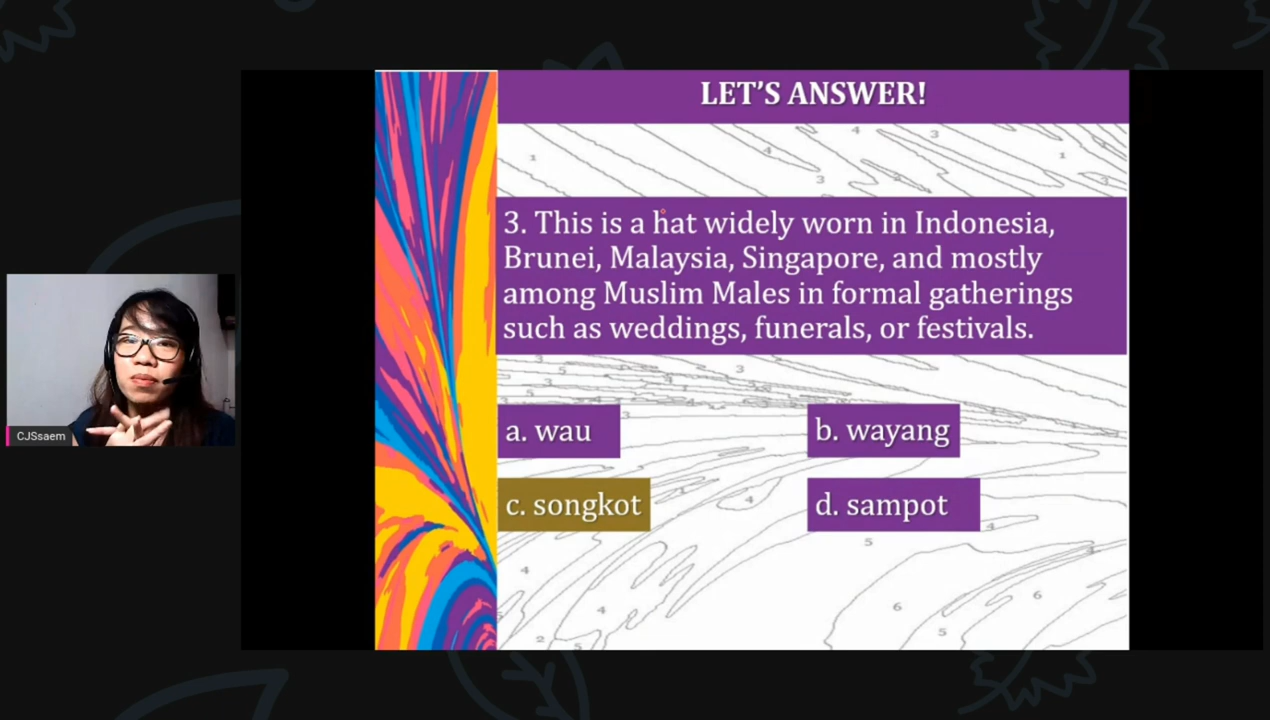 LET'S ANSWER!
3. This is a hat widely worn in Indonesia,
Brunei, Malaysia, Singapore, and mostly
among Muslim Males in formal gatherings
such as weddings, funerals, or festivals.
a. wau
b. wayang
c. songkot
d. sampot
CJSsaem